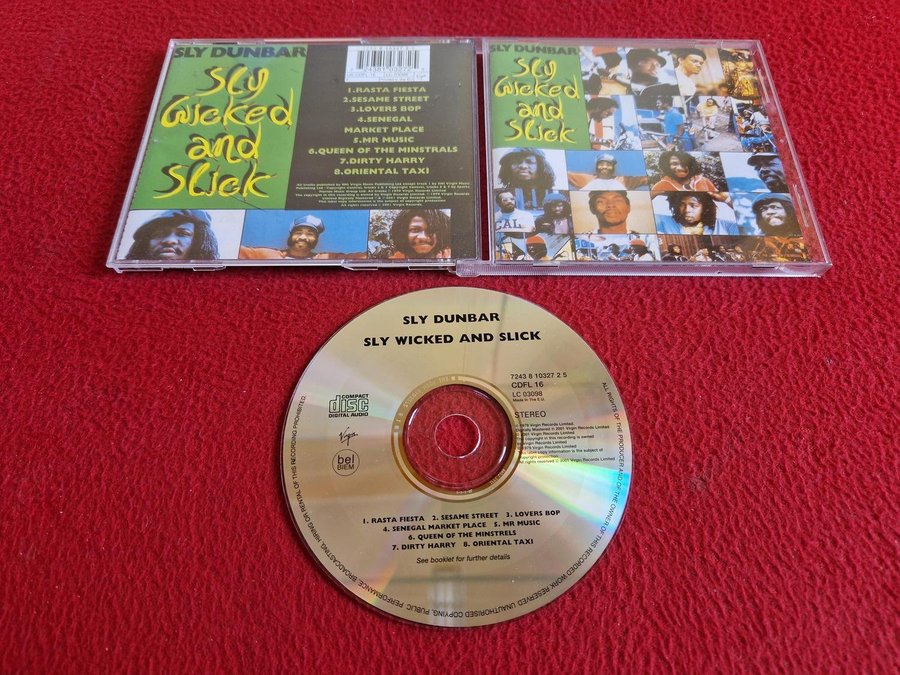 SLY DUNBAR
Sly
Wicked
and
Slick
24381 03272
1.RASTA FIESTA
2.SESAME STREET
3.LOVERS BOP
4.SENEGAL
MARKET PLACE
5.MR MUSIC
6.QUEEN OF THE MINSTRALS
7.DIRTY HARRY
8.ORIENTAL TAXI
SLY DUNBAR
Sly
Wicked
and
Slick
SLY DUNBAR
SLY WICKED AND SLICK
COMPACT
disc
DIGITAL AUDIO
Virgin
bel
BIEM
7243 8 10327 2 5
CDFL 16
LC 03098
Made In The E.U.
STEREO
1. RASTA FIESTA 2. SESAME STREET 3. LOVERS BOP
4. SENEGAL MARKET PLACE 5. MR MUSIC
6. QUEEN OF THE MINSTRELS
7. DIRTY HARRY 8. ORIENTAL TAXI
See booklet for further details
ALL RIGHTS OF THE PRODUCER AND OF THE OWNER OF THIS RECORDED WORK RESERVED. UNAUTHORISED COPYING, PUBLIC PERFORMANCE, BROADCASTING, HIRING OR RENTAL OF THIS RECORDING PROHIBITED.